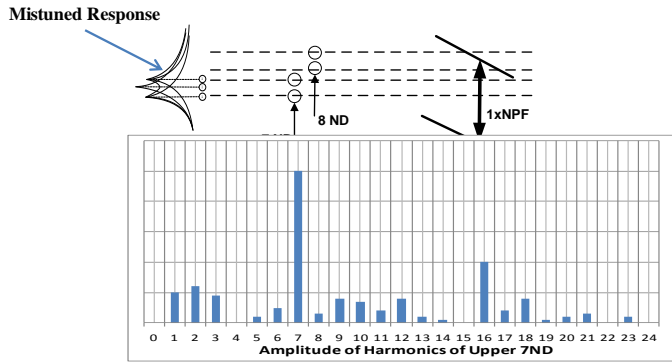 Mistuned Response
8 ND
1xNPF
0 1 2 3 4 5 6 7 8 9 10 11 12 13 14 15 16 17 18 19 20 21 22 23 24
Amplitude of Harmonics of Upper 7ND